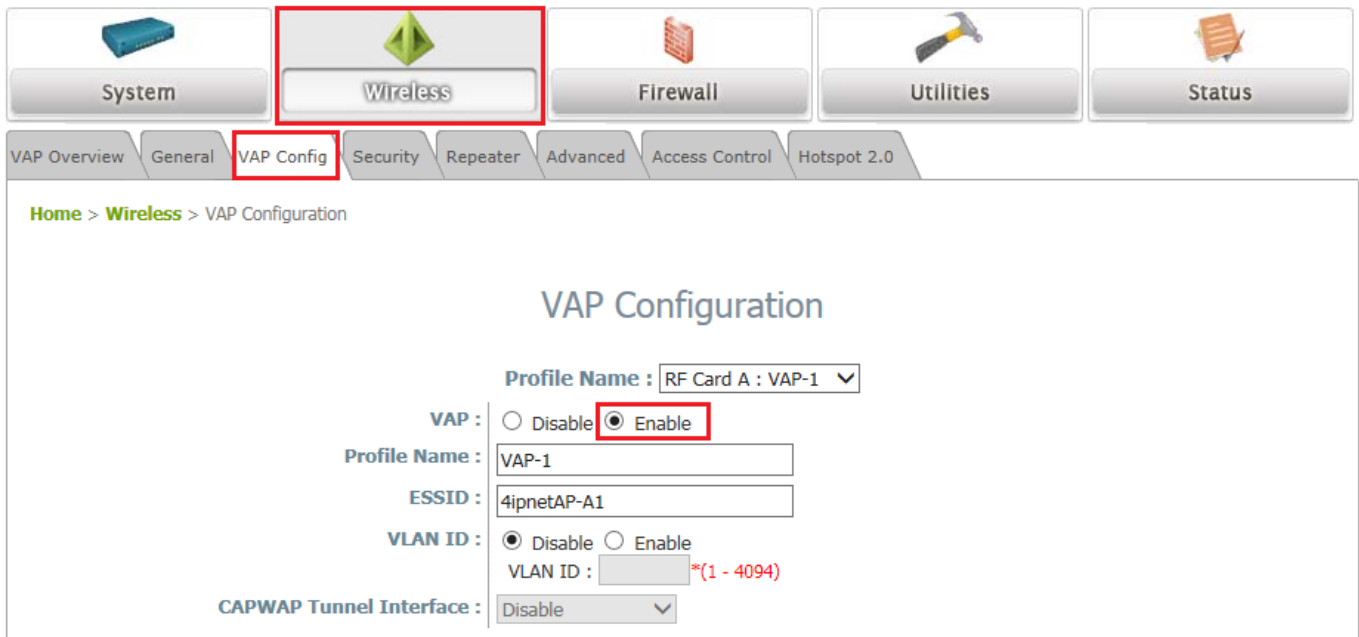 System Wireless Firewall Utilities Status
VAP Overview General VAP Config Security Repeater Advanced Access Control Hotspot 2.0
Home > Wireless > VAP Configuration
VAP Configuration
Profile Name : RF Card A : VAP-1
VAP : Disable Enable
Profile Name : VAP-1
ESSID : 4ipnetAP-A1
VLAN ID : Disable Enable
VLAN ID : *(1 - 4094)
CAPWAP Tunnel Interface : Disable